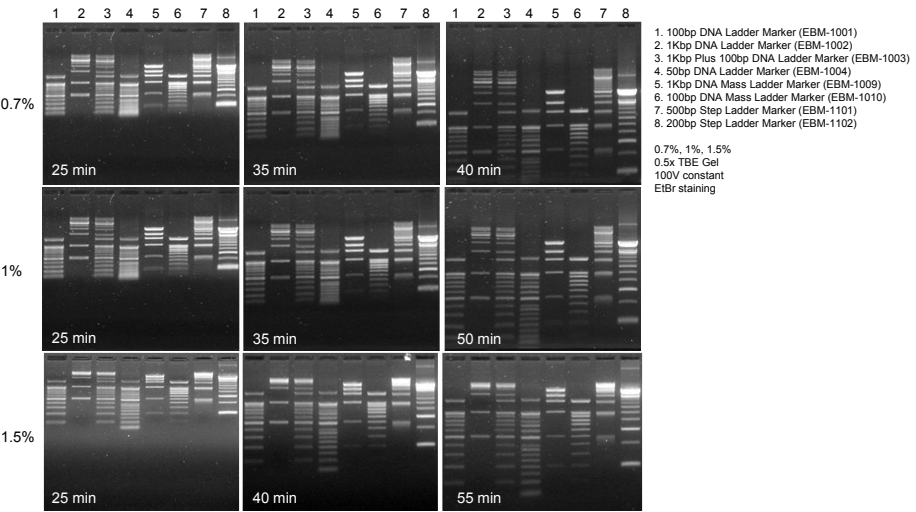 1 2 3 4 5 6 7 8 1 2 3 4 5 6 7 8 1 2 3 4 5 6 7 8
1. 100bp DNA Ladder Marker (EBM-1001)
2. 1Kbp DNA Ladder Marker (EBM-1002)
3. 1Kbp Plus 100bp DNA Ladder Marker (EBM-1003)
4. 50bp DNA Ladder Marker (EBM-1004)
5. 1Kbp DNA Mass Ladder Marker (EBM-1009)
6. 100bp DNA Mass Ladder Marker (EBM-1010)
7. 500bp Step Ladder Marker (EBM-1101)
8. 200bp Step Ladder Marker (EBM-1102)
0.7%, 1%, 1.5%
0.5x TBE Gel
100V constant
EtBr staining
0.7%
25 min 35 min 40 min
1%
25 min 35 min 50 min
1.5%
25 min 40 min 55 min